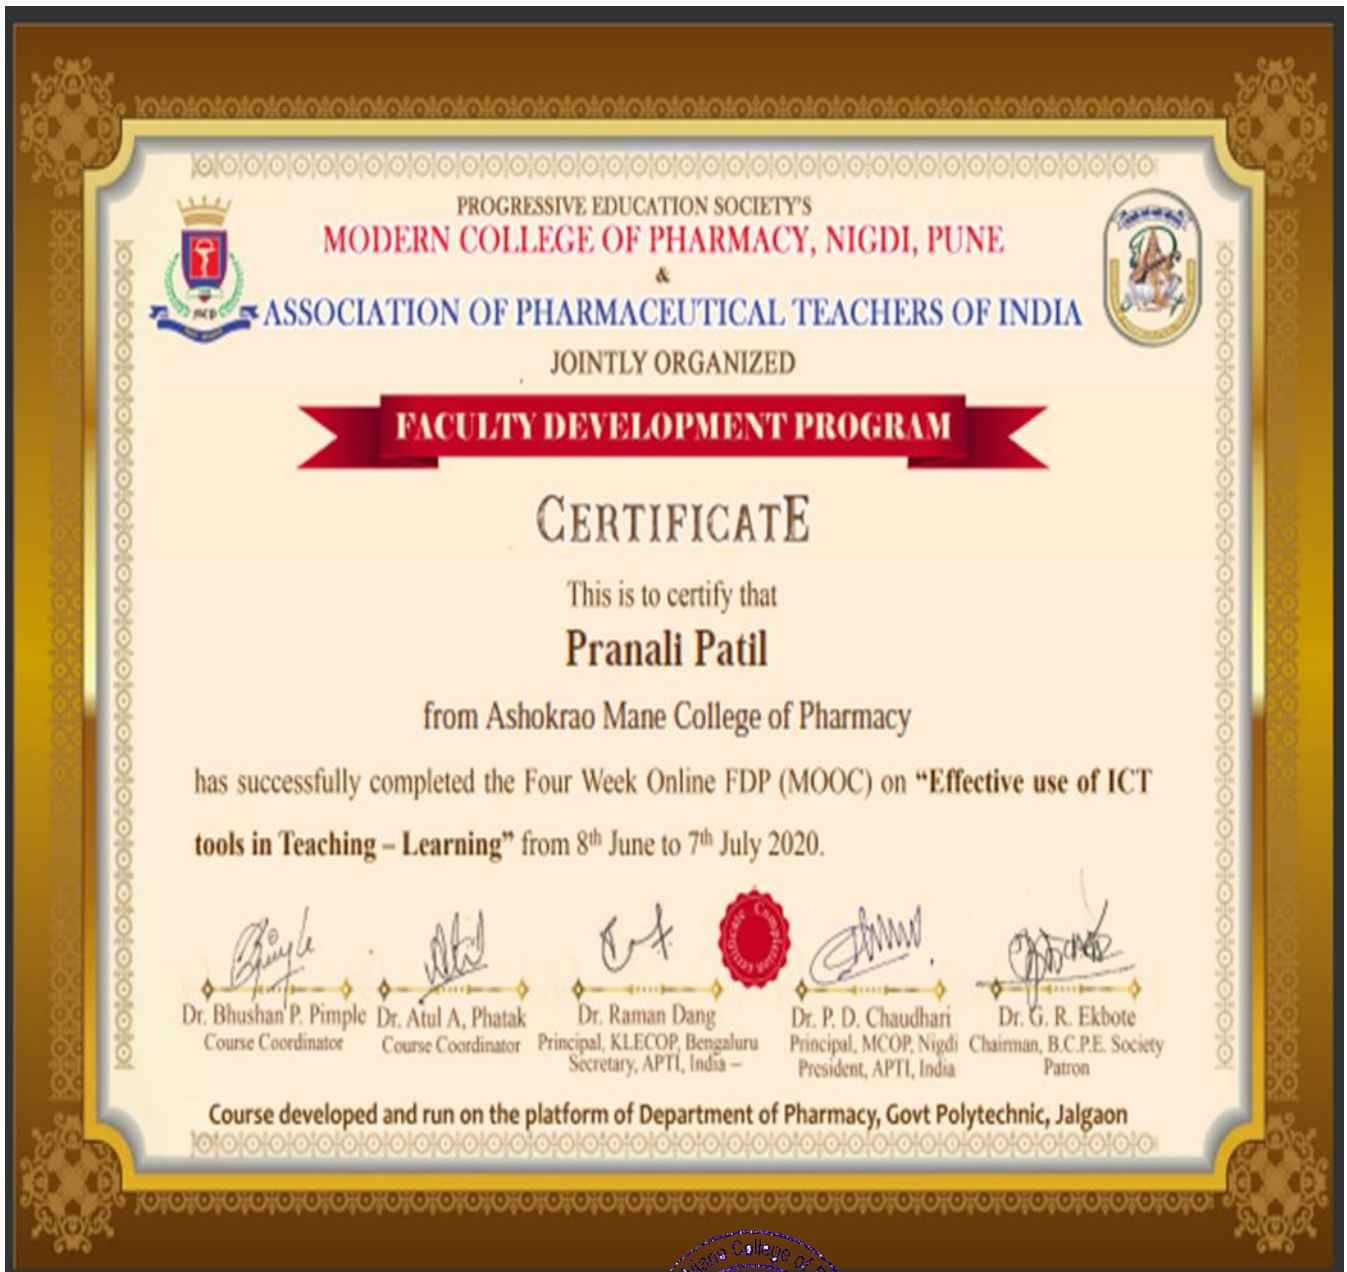 PROGRESSIVE EDUCATION SOCIETY'S
MODERN COLLEGE OF PHARMACY, NIGDI, PUNE
&
ASSOCIATION OF PHARMACEUTICAL TEACHERS OF INDIA
JOINTLY ORGANIZED
FACULTY DEVELOPMENT PROGRAM
CERTIFICATE
This is to certify that
Pranali Patil
from Ashokrao Mane College of Pharmacy
has successfully completed the Four Week Online FDP (MOOC) on “Effective use of ICT
tools in Teaching – Learning” from 8th June to 7th July 2020.
Certificate Completion
Dr. Bhushan P. Pimple
Course Coordinator
Dr. Atul A, Phatak
Course Coordinator
Dr. Raman Dang
Principal, KLECOP, Bengaluru
Secretary, APTI, India –
Dr. P. D. Chaudhari
Principal, MCOP, Nigdi
President, APTI, India
Dr. G. R. Ekbote
Chairman, B.C.P.E. Society
Patron
Course developed and run on the platform of Department of Pharmacy, Govt Polytechnic, Jalgaon
Mane College of